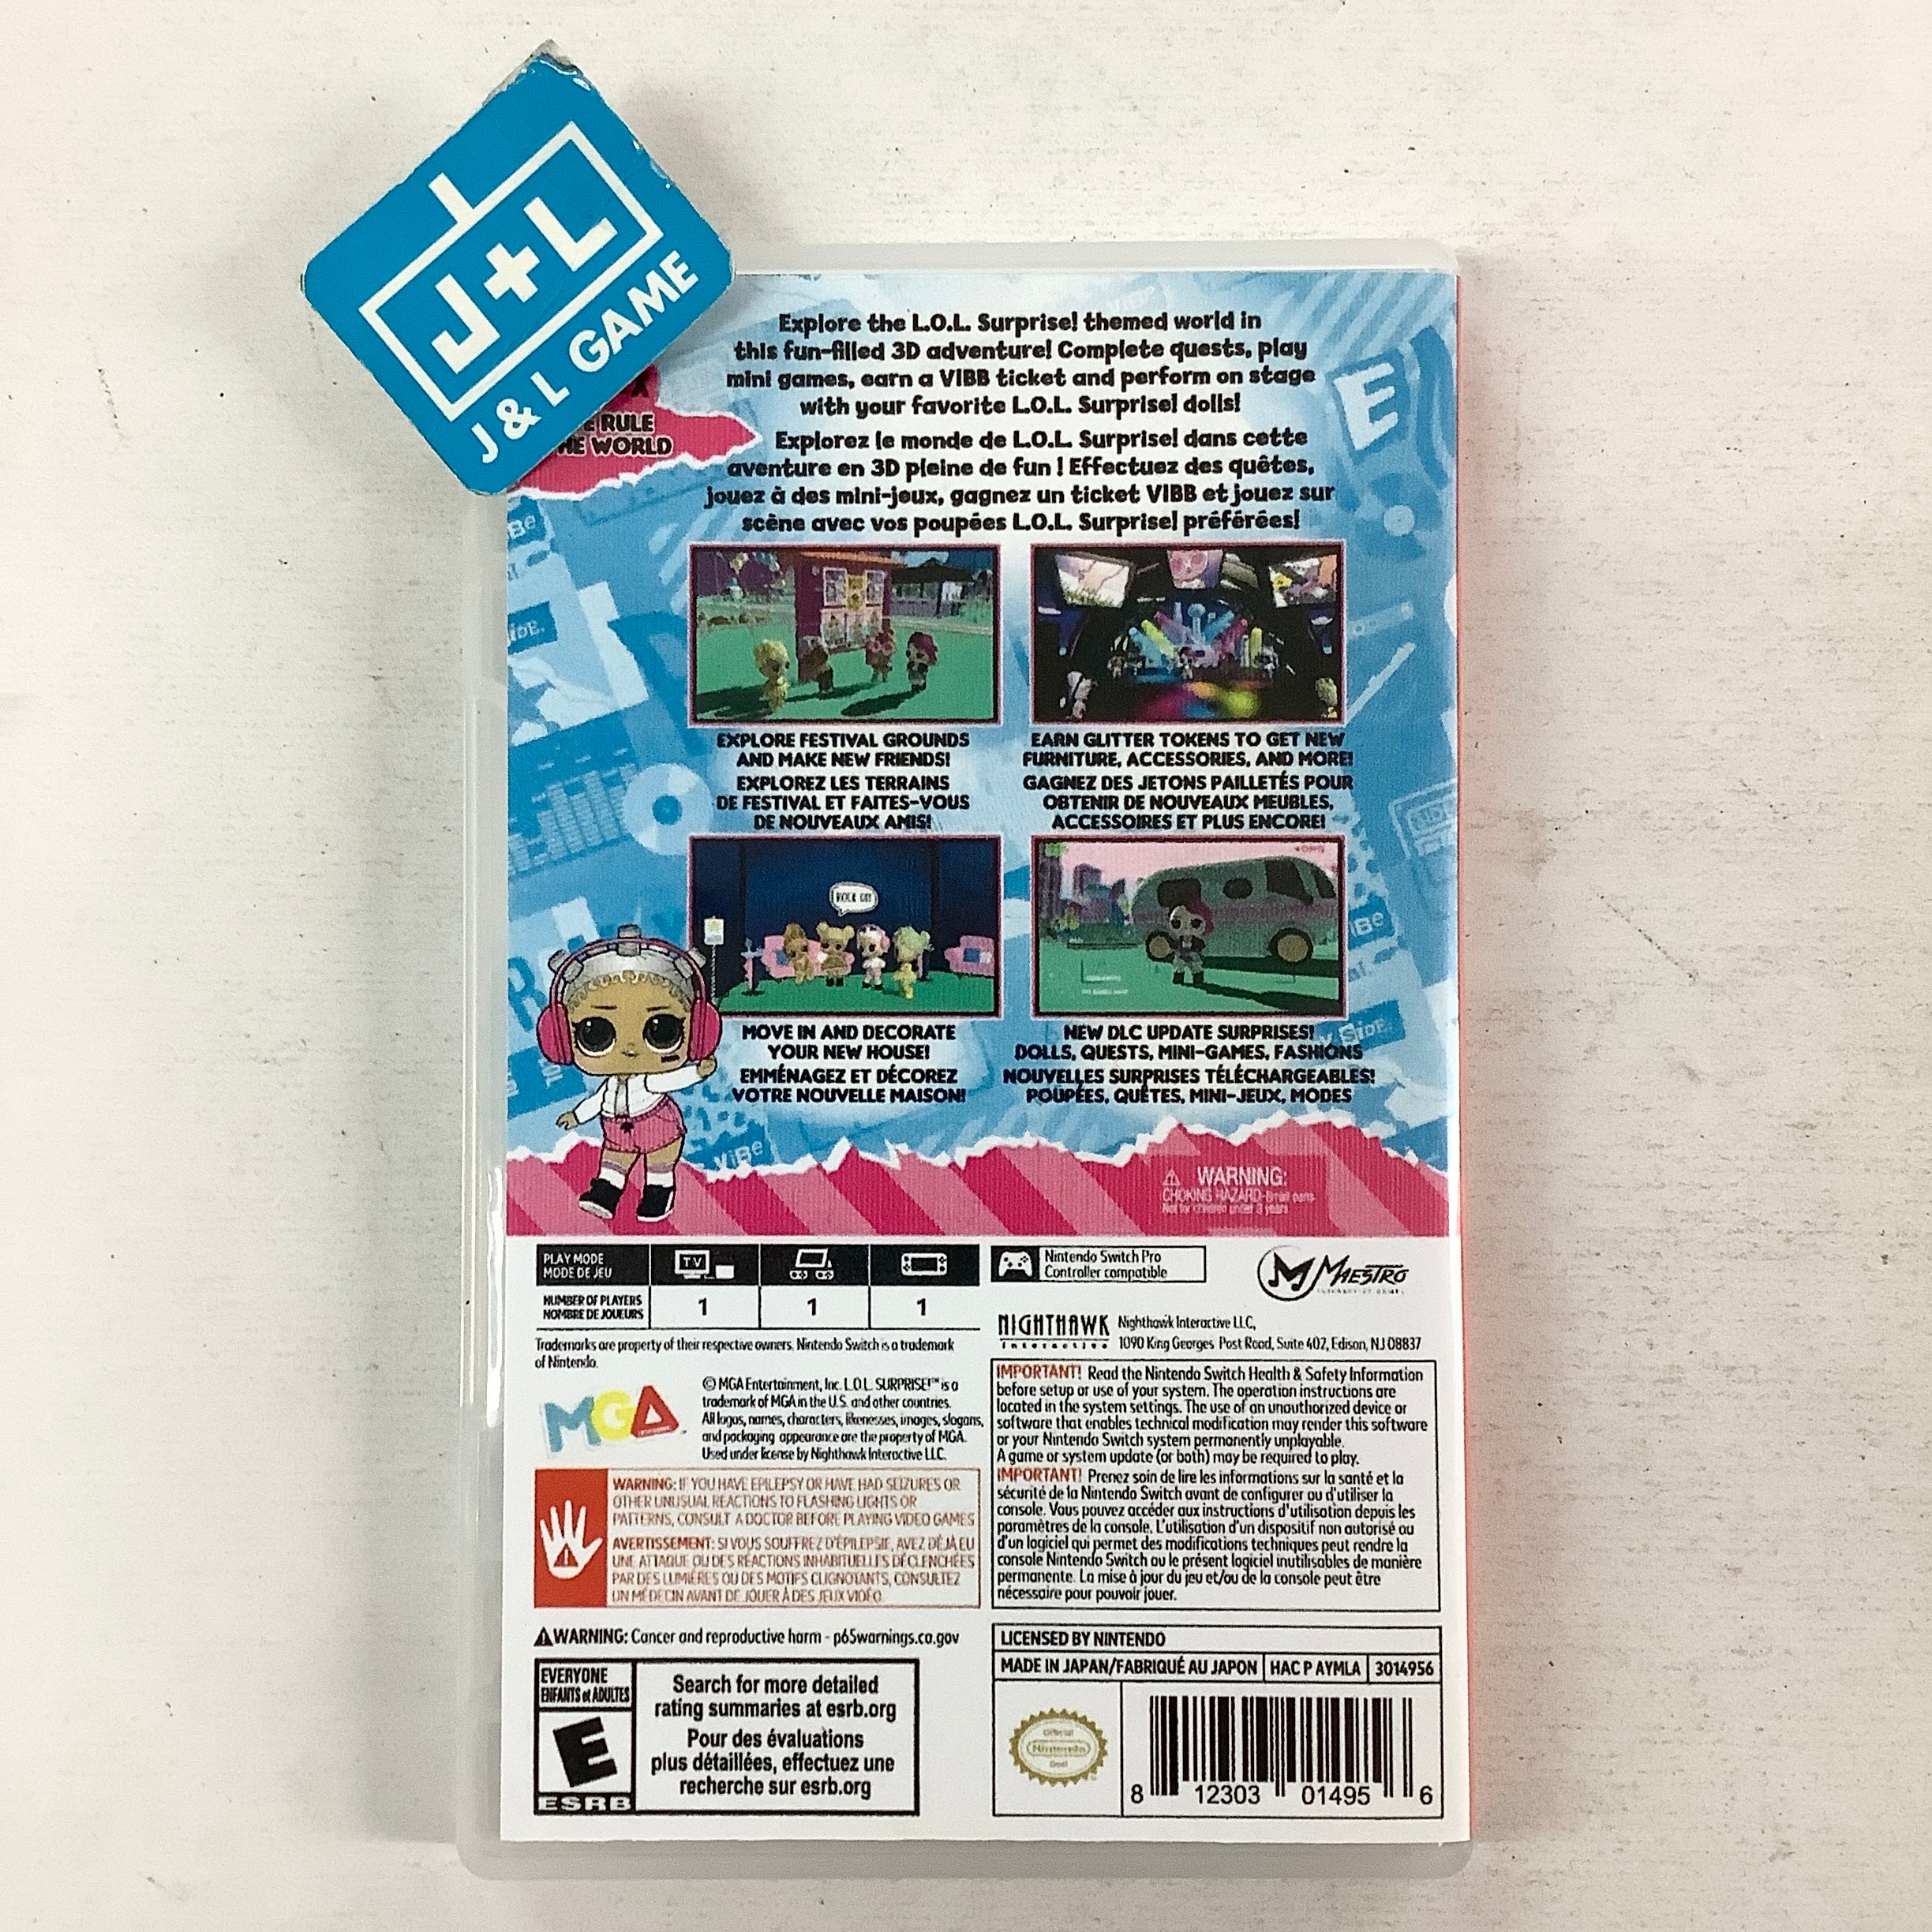 J+L
J & L GAME
RULE
THE WORLD
Explore the L.O.L. Surprise! themed world in
this fun-filled 3D adventure! Complete quests, play
mini games, earn a VIBB ticket and perform on stage
with your favorite L.O.L. Surprise! dolls!
Explorez le monde de L.O.L. Surprise! dans cette
aventure en 3D pleine de fun ! Effectuez des quêtes,
jouez à des mini-jeux, gagnez un ticket VIBB et jouez sur
scène avec vos poupées L.O.L. Surprise! préférées!
EXPLORE FESTIVAL GROUNDS
AND MAKE NEW FRIENDS!
EXPLOREZ LES TERRAINS
DE FESTIVAL ET FAITES-VOUS
DE NOUVEAUX AMIS!
EARN GLITTER TOKENS TO GET NEW
FURNITURE, ACCESSORIES, AND MORE!
GAGNEZ DES JETONS PAILLETÉS POUR
OBTENIR DE NOUVEAUX MEUBLES,
ACCESSOIRES ET PLUS ENCORE!
MOVE IN AND DECORATE
YOUR NEW HOUSE!
EMMÉNAGEZ ET DÉCOREZ
VOTRE NOUVELLE MAISON!
NEW DLC UPDATE SURPRISES!
DOLLS, QUESTS, MINI-GAMES, FASHIONS
NOUVELLES SURPRISES TÉLÉCHARGEABLES!
POUPÉES, QUÊTES, MINI-JEUX, MODES
WARNING:
CHOKING HAZARD-Small parts
Not for children under 3 years
PLAY MODE
MODE DE JEU
TV
NUMBER OF PLAYERS
NOMBRE DE JOUEURS
1 1 1
Nintendo Switch Pro
Controller compatible
MAESTRO
Trademarks are property of their respective owners. Nintendo Switch is a trademark
of Nintendo.
NIGHTHAWK
Interactive
Nighthawk Interactive LLC,
1090 King Georges Post Road, Suite 402, Edison, NJ 08837
MGA
© MGA Entertainment, Inc. L.O.L. SURPRISE!™ is a
trademark of MGA in the U.S. and other countries.
All logos, names, characters, likenesses, images, slogans,
and packaging appearance are the property of MGA.
Used under license by Nighthawk Interactive LLC.
WARNING: IF YOU HAVE EPILEPSY OR HAVE HAD SEIZURES OR
OTHER UNUSUAL REACTIONS TO FLASHING LIGHTS OR
PATTERNS, CONSULT A DOCTOR BEFORE PLAYING VIDEO GAMES
AVERTISSEMENT: SI VOUS SOUFFREZ D'ÉPILEPSIE, AVEZ DÉJÀ EU
UNE ATTAQUE OU DES RÉACTIONS INHABITUELLES DÉCLENCHÉES
PAR DES LUMIÈRES OU DES MOTIFS CLIGNOTANTS, CONSULTEZ
UN MÉDECIN AVANT DE JOUER À DES JEUX VIDÉO.
IMPORTANT! Read the Nintendo Switch Health & Safety Information
before setup or use of your system. The operation instructions are
located in the system settings. The use of an unauthorized device or
software that enables technical modification may render this software
or your Nintendo Switch system permanently unplayable.
A game or system update (or both) may be required to play.
IMPORTANT! Prenez soin de lire les informations sur la santé et la
sécurité de la Nintendo Switch avant de configurer ou d'utiliser la
console. Vous pouvez accéder aux instructions d'utilisation depuis les
paramètres de la console. L'utilisation d'un dispositif non autorisé ou
d'un logiciel qui permet des modifications techniques peut rendre la
console Nintendo Switch ou le présent logiciel inutilisables de manière
permanente. La mise à jour du jeu et/ou de la console peut être
nécessaire pour pouvoir jouer.
WARNING: Cancer and reproductive harm - p65warnings.ca.gov
EVERYONE
ENFANTS et ADULTES
E
ESRB
Search for more detailed
rating summaries at esrb.org
Pour des évaluations
plus détaillées, effectuez une
recherche sur esrb.org
LICENSED BY NINTENDO
MADE IN JAPAN/FABRIQUÉ AU JAPON HAC P AYMLA 3014956
Official
Nintendo
Seal
8 12303 01495 6